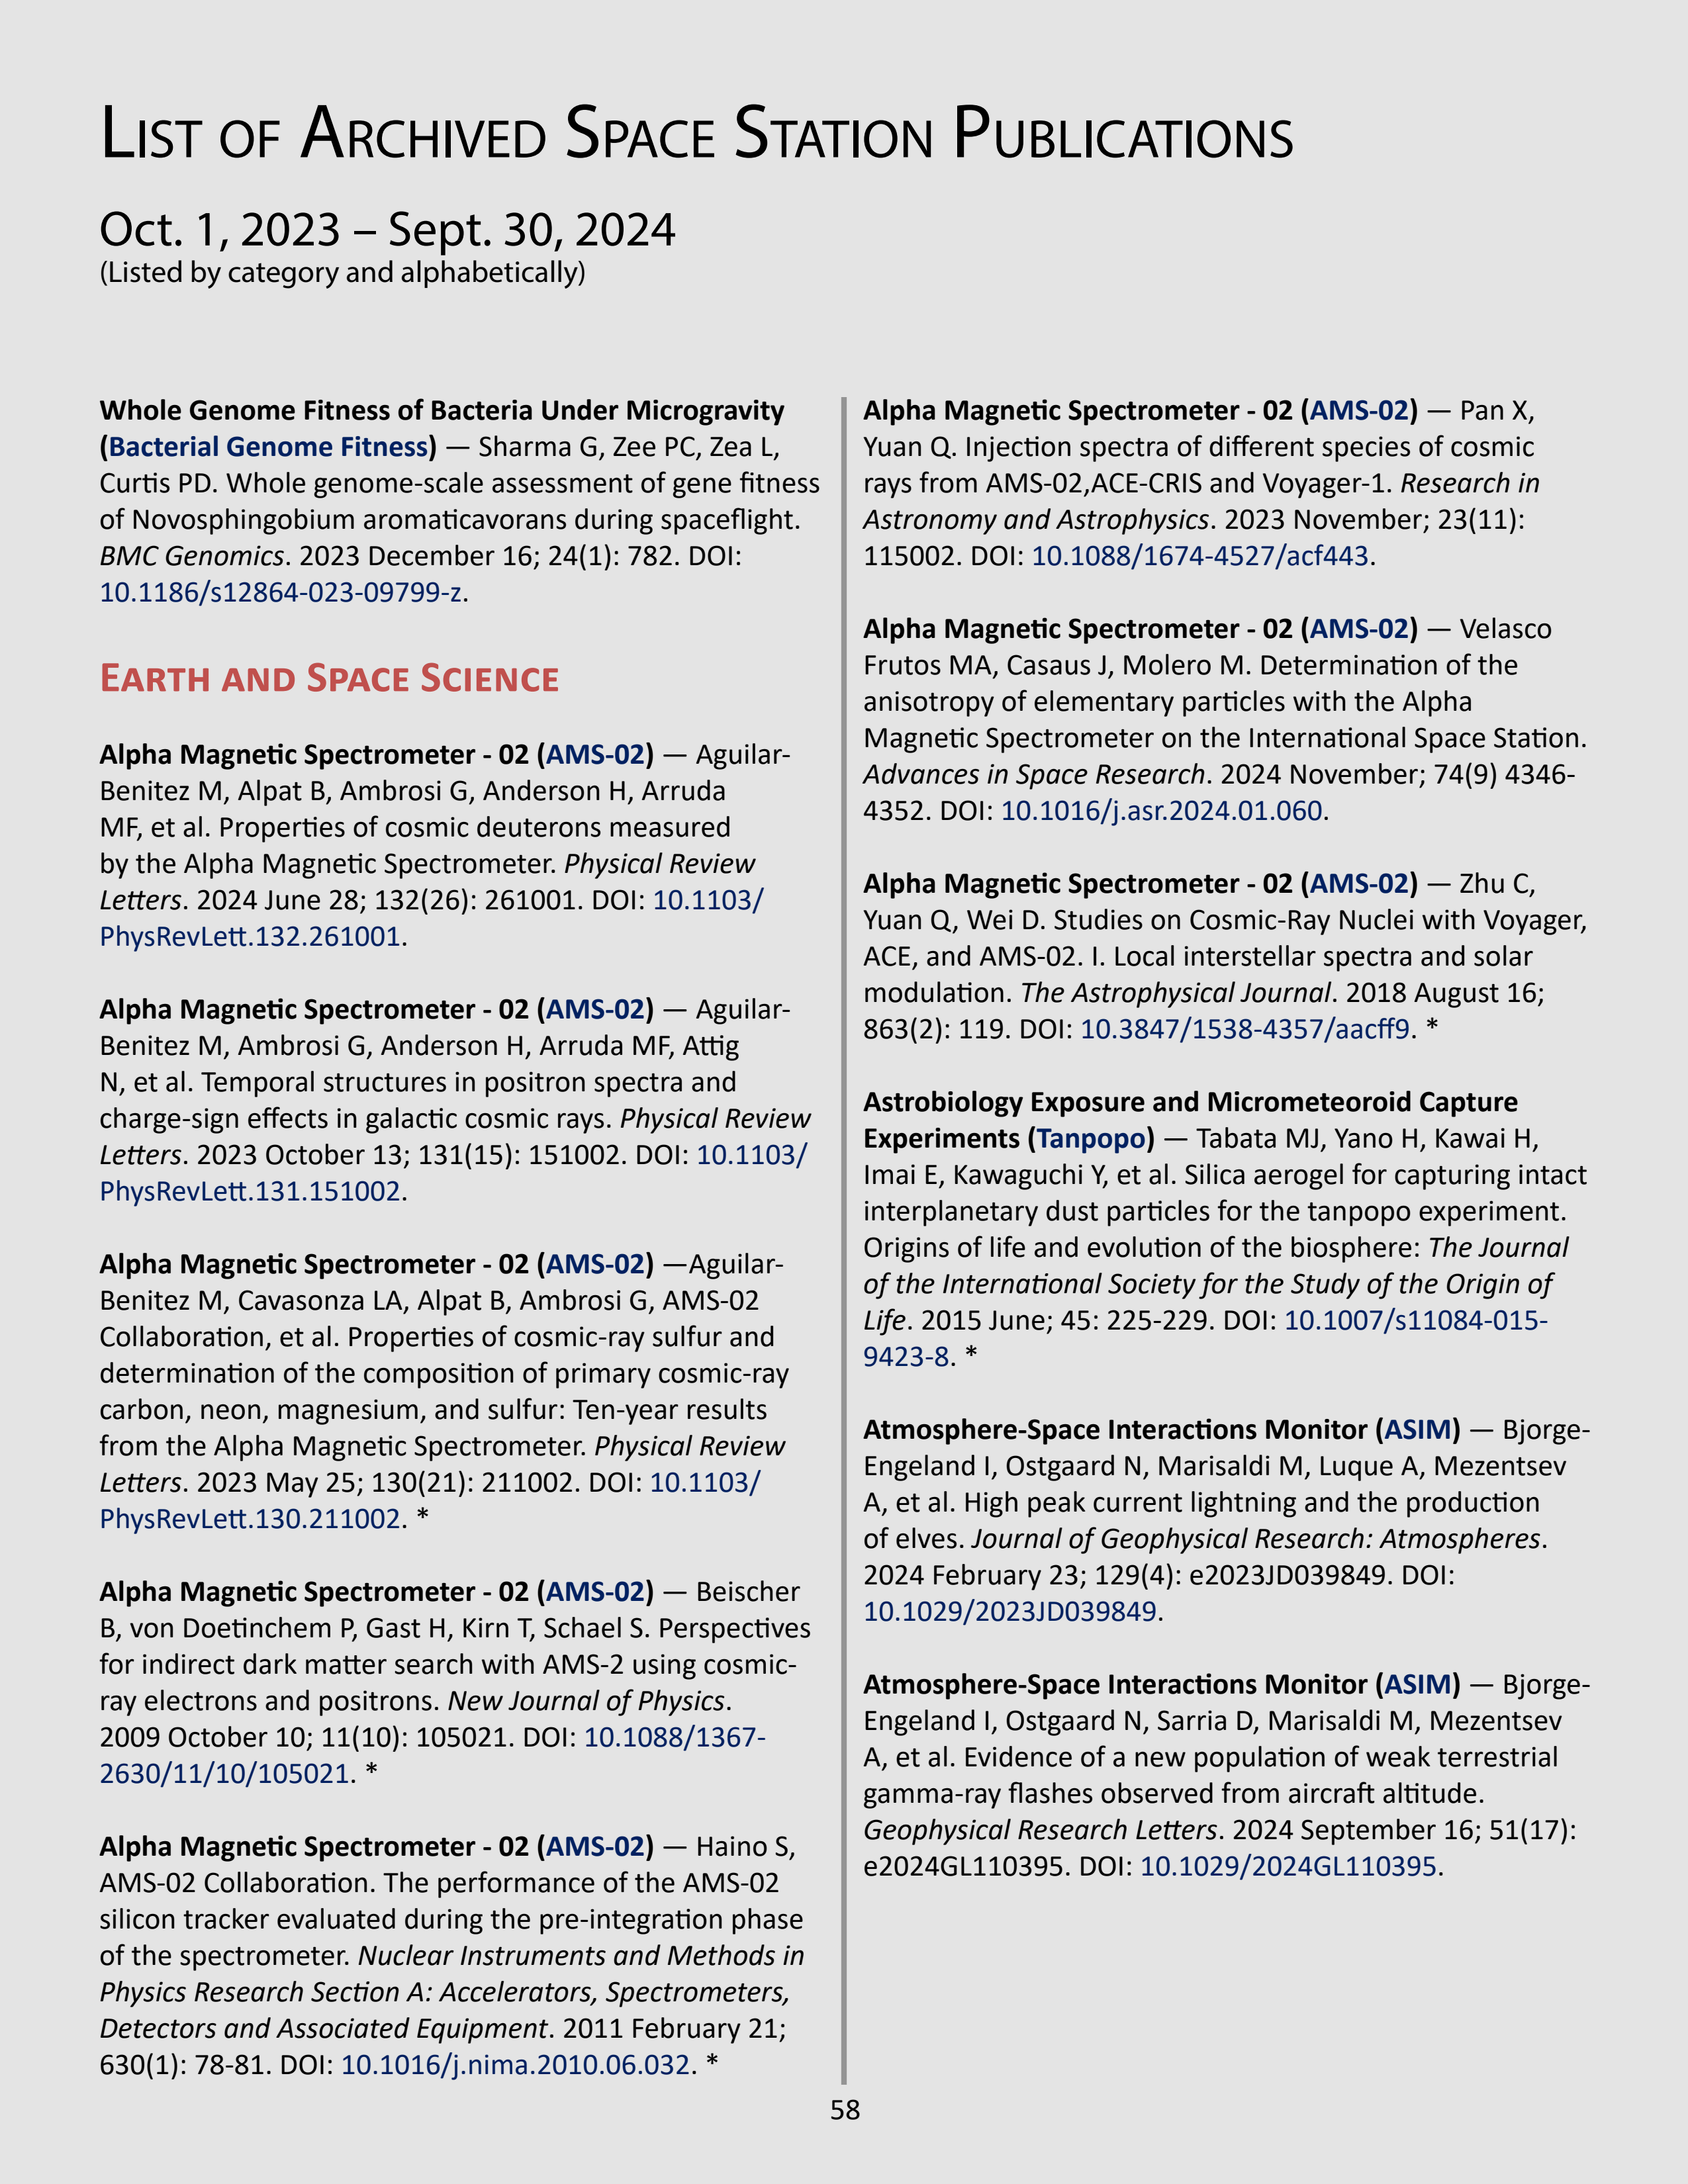 List of Archived Space Station Publications
Oct. 1, 2023 – Sept. 30, 2024
(Listed by category and alphabetically)
Whole Genome Fitness of Bacteria Under Microgravity
(Bacterial Genome Fitness) — Sharma G, Zee PC, Zea L,
Curtis PD. Whole genome-scale assessment of gene fitness
of Novosphingobium aromaticavorans during spaceflight.
BMC Genomics. 2023 December 16; 24(1): 782. DOI:
10.1186/s12864-023-09799-z.
Earth and Space Science
Alpha Magnetic Spectrometer - 02 (AMS-02) — Aguilar-
Benitez M, Alpat B, Ambrosi G, Anderson H, Arruda
MF, et al. Properties of cosmic deuterons measured
by the Alpha Magnetic Spectrometer. Physical Review
Letters. 2024 June 28; 132(26): 261001. DOI: 10.1103/
PhysRevLett.132.261001.
Alpha Magnetic Spectrometer - 02 (AMS-02) — Aguilar-
Benitez M, Ambrosi G, Anderson H, Arruda MF, Attig
N, et al. Temporal structures in positron spectra and
charge-sign effects in galactic cosmic rays. Physical Review
Letters. 2023 October 13; 131(15): 151002. DOI: 10.1103/
PhysRevLett.131.151002.
Alpha Magnetic Spectrometer - 02 (AMS-02) —Aguilar-
Benitez M, Cavasonza LA, Alpat B, Ambrosi G, AMS-02
Collaboration, et al. Properties of cosmic-ray sulfur and
determination of the composition of primary cosmic-ray
carbon, neon, magnesium, and sulfur: Ten-year results
from the Alpha Magnetic Spectrometer. Physical Review
Letters. 2023 May 25; 130(21): 211002. DOI: 10.1103/
PhysRevLett.130.211002. *
Alpha Magnetic Spectrometer - 02 (AMS-02) — Beischer
B, von Doetinchem P, Gast H, Kirn T, Schael S. Perspectives
for indirect dark matter search with AMS-2 using cosmic-
ray electrons and positrons. New Journal of Physics.
2009 October 10; 11(10): 105021. DOI: 10.1088/1367-
2630/11/10/105021. *
Alpha Magnetic Spectrometer - 02 (AMS-02) — Haino S,
AMS-02 Collaboration. The performance of the AMS-02
silicon tracker evaluated during the pre-integration phase
of the spectrometer. Nuclear Instruments and Methods in
Physics Research Section A: Accelerators, Spectrometers,
Detectors and Associated Equipment. 2011 February 21;
630(1): 78-81. DOI: 10.1016/j.nima.2010.06.032. *
Alpha Magnetic Spectrometer - 02 (AMS-02) — Pan X,
Yuan Q. Injection spectra of different species of cosmic
rays from AMS-02,ACE-CRIS and Voyager-1. Research in
Astronomy and Astrophysics. 2023 November; 23(11):
115002. DOI: 10.1088/1674-4527/acf443.
Alpha Magnetic Spectrometer - 02 (AMS-02) — Velasco
Frutos MA, Casaus J, Molero M. Determination of the
anisotropy of elementary particles with the Alpha
Magnetic Spectrometer on the International Space Station.
Advances in Space Research. 2024 November; 74(9) 4346-
4352. DOI: 10.1016/j.asr.2024.01.060.
Alpha Magnetic Spectrometer - 02 (AMS-02) — Zhu C,
Yuan Q, Wei D. Studies on Cosmic-Ray Nuclei with Voyager,
ACE, and AMS-02. I. Local interstellar spectra and solar
modulation. The Astrophysical Journal. 2018 August 16;
863(2): 119. DOI: 10.3847/1538-4357/aacff9. *
Astrobiology Exposure and Micrometeoroid Capture
Experiments (Tanpopo) — Tabata MJ, Yano H, Kawai H,
Imai E, Kawaguchi Y, et al. Silica aerogel for capturing intact
interplanetary dust particles for the tanpopo experiment.
Origins of life and evolution of the biosphere: The Journal
of the International Society for the Study of the Origin of
Life. 2015 June; 45: 225-229. DOI: 10.1007/s11084-015-
9423-8. *
Atmosphere-Space Interactions Monitor (ASIM) — Bjorge-
Engeland I, Ostgaard N, Marisaldi M, Luque A, Mezentsev
A, et al. High peak current lightning and the production
of elves. Journal of Geophysical Research: Atmospheres.
2024 February 23; 129(4): e2023JD039849. DOI:
10.1029/2023JD039849.
Atmosphere-Space Interactions Monitor (ASIM) — Bjorge-
Engeland I, Ostgaard N, Sarria D, Marisaldi M, Mezentsev
A, et al. Evidence of a new population of weak terrestrial
gamma-ray flashes observed from aircraft altitude.
Geophysical Research Letters. 2024 September 16; 51(17):
e2024GL110395. DOI: 10.1029/2024GL110395.
58